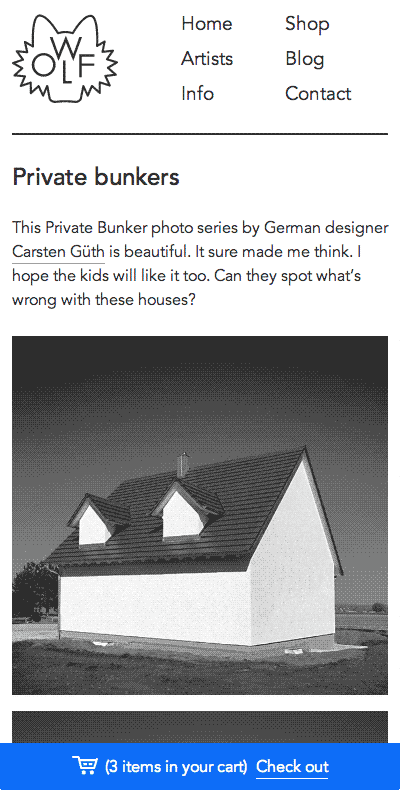 WOLF
Home
Shop
Artists
Blog
Info
Contact
Private bunkers
This Private Bunker photo series by German designer
Carsten Güth is beautiful. It sure made me think. I
hope the kids will like it too. Can they spot what’s
wrong with these houses?
(3 items in your cart) Check out